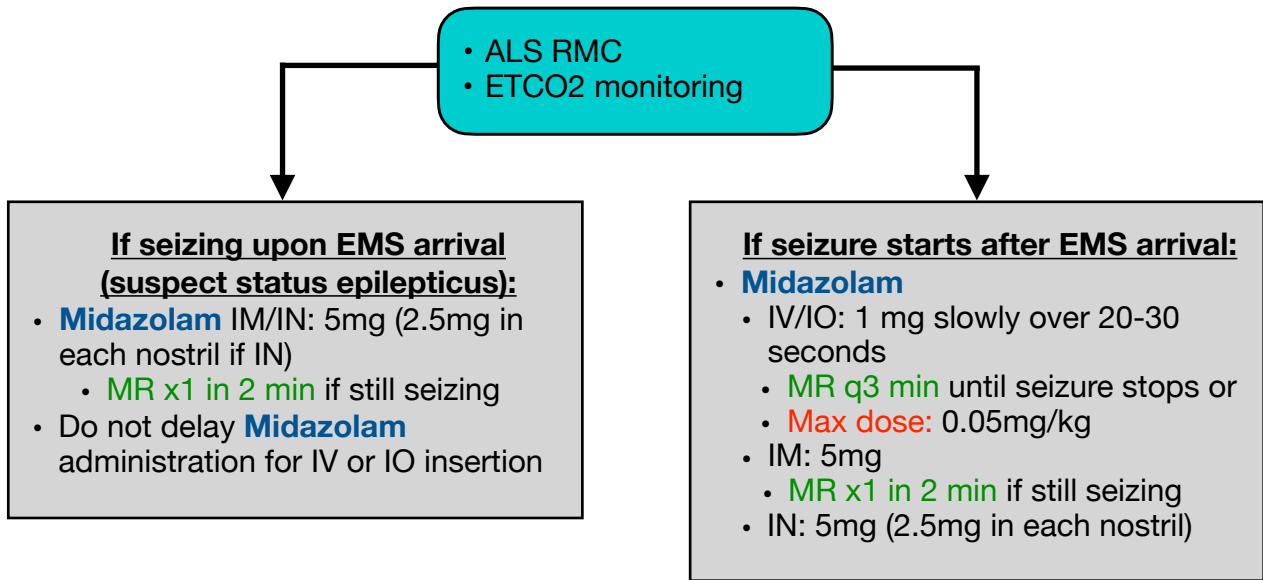 • ALS RMC
• ETCO2 monitoring
If seizing upon EMS arrival
(suspect status epilepticus):
• Midazolam IM/IN: 5mg (2.5mg in
each nostril if IN)
• MR x1 in 2 min if still seizing
• Do not delay Midazolam
administration for IV or IO insertion
If seizure starts after EMS arrival:
• Midazolam
• IV/IO: 1 mg slowly over 20-30
seconds
• MR q3 min until seizure stops or
• Max dose: 0.05mg/kg
• IM: 5mg
• MR x1 in 2 min if still seizing
• IN: 5mg (2.5mg in each nostril)